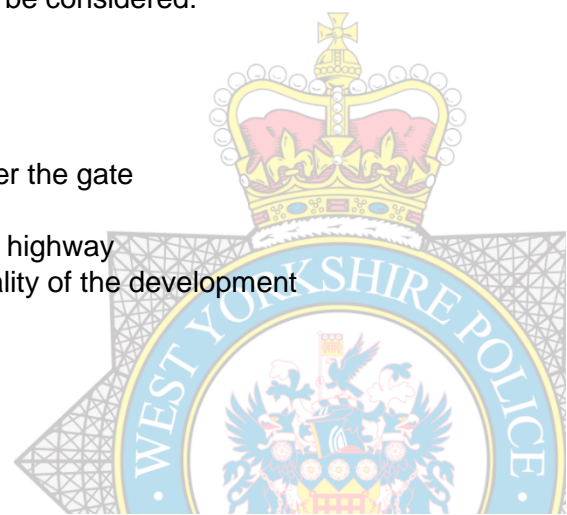 be considered.
er the gate
highway
ality of the development
WEST YORKSHIRE POLICE